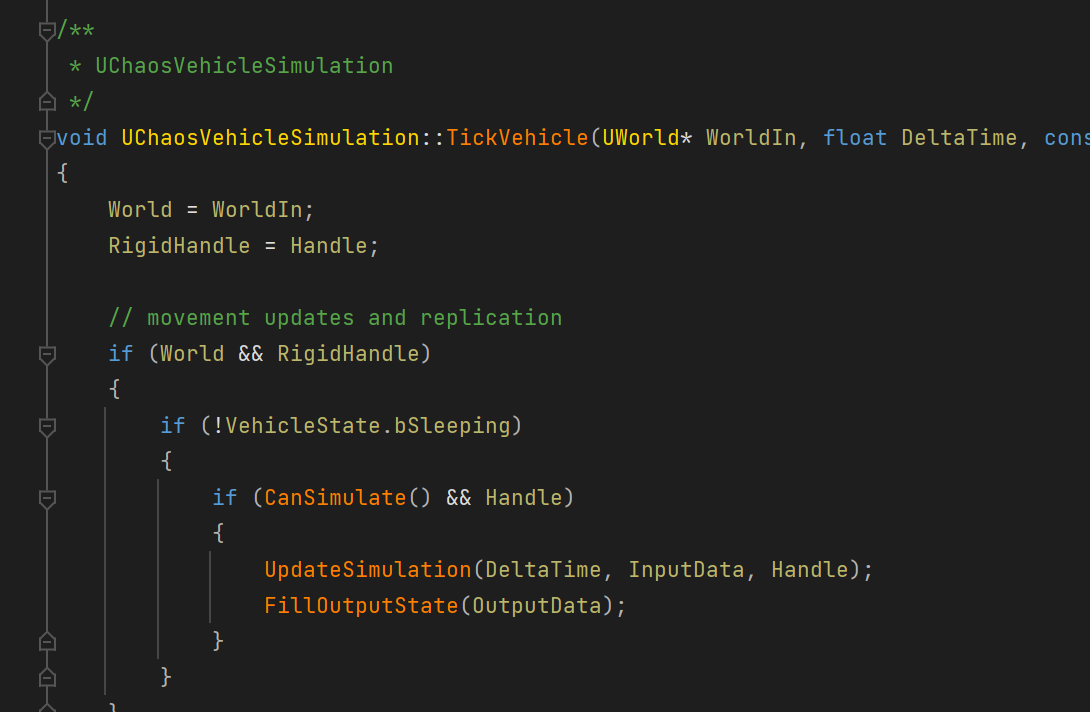 /**
 * UChaosVehicleSimulation
 */
void UChaosVehicleSimulation::TickVehicle(UWorld* WorldIn, float DeltaTime, cons
{
    World = WorldIn;
    RigidHandle = Handle;

    // movement updates and replication
    if (World && RigidHandle)
    {
        if (!VehicleState.bSleeping)
        {
            if (CanSimulate() && Handle)
            {
                UpdateSimulation(DeltaTime, InputData, Handle);
                FillOutputState(OutputData);
            }
        }
    }